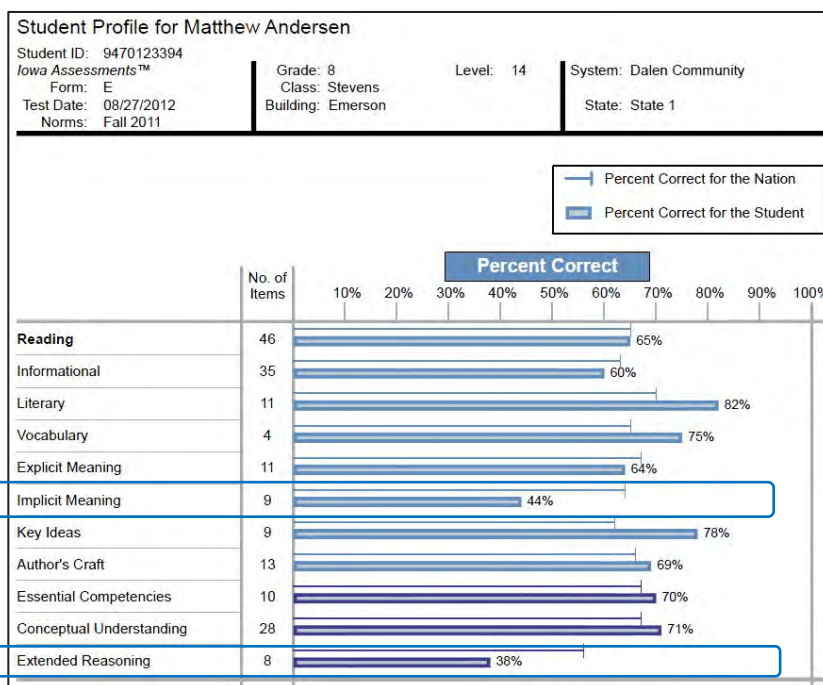 Student Profile for Matthew Andersen
Student ID: 9470123394
Iowa Assessments™
Form: E
Test Date: 08/27/2012
Norms: Fall 2011
Grade: 8
Class: Stevens
Building: Emerson
Level: 14
System: Dalen Community
State: State 1
Percent Correct for the Nation
Percent Correct for the Student
Percent Correct
No. of
Items
10% 20% 30% 40% 50% 60% 70% 80% 90% 100%
Reading 46 65%
Informational 35 60%
Literary 11 82%
Vocabulary 4 75%
Explicit Meaning 11 64%
Implicit Meaning 9 44%
Key Ideas 9 78%
Author's Craft 13 69%
Essential Competencies 10 70%
Conceptual Understanding 28 71%
Extended Reasoning 8 38%